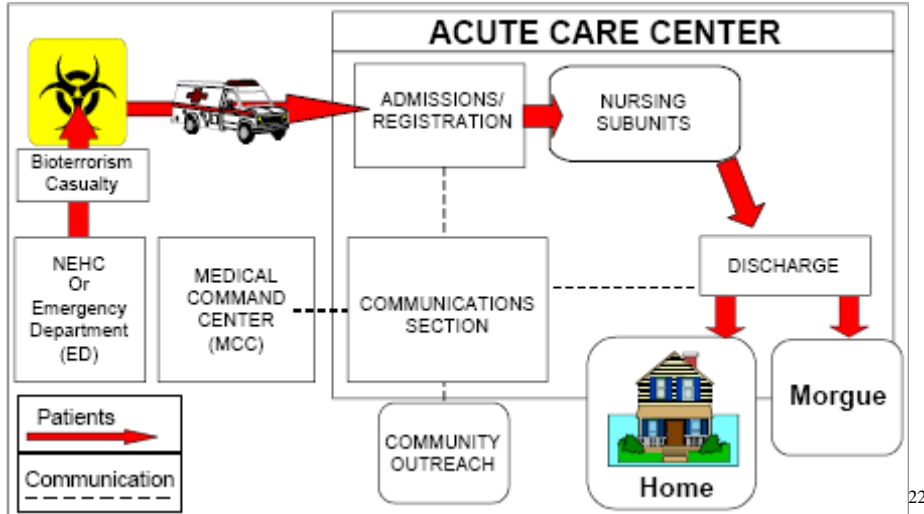 ACUTE CARE CENTER
Bioterrorism
Casualty
ADMISSIONS/
REGISTRATION
NURSING
SUBUNITS
NEHC
Or
Emergency
Department
(ED)
MEDICAL
COMMAND
CENTER
(MCC)
COMMUNICATIONS
SECTION
DISCHARGE
Patients
Communication
COMMUNITY
OUTREACH
Home
Morgue
22